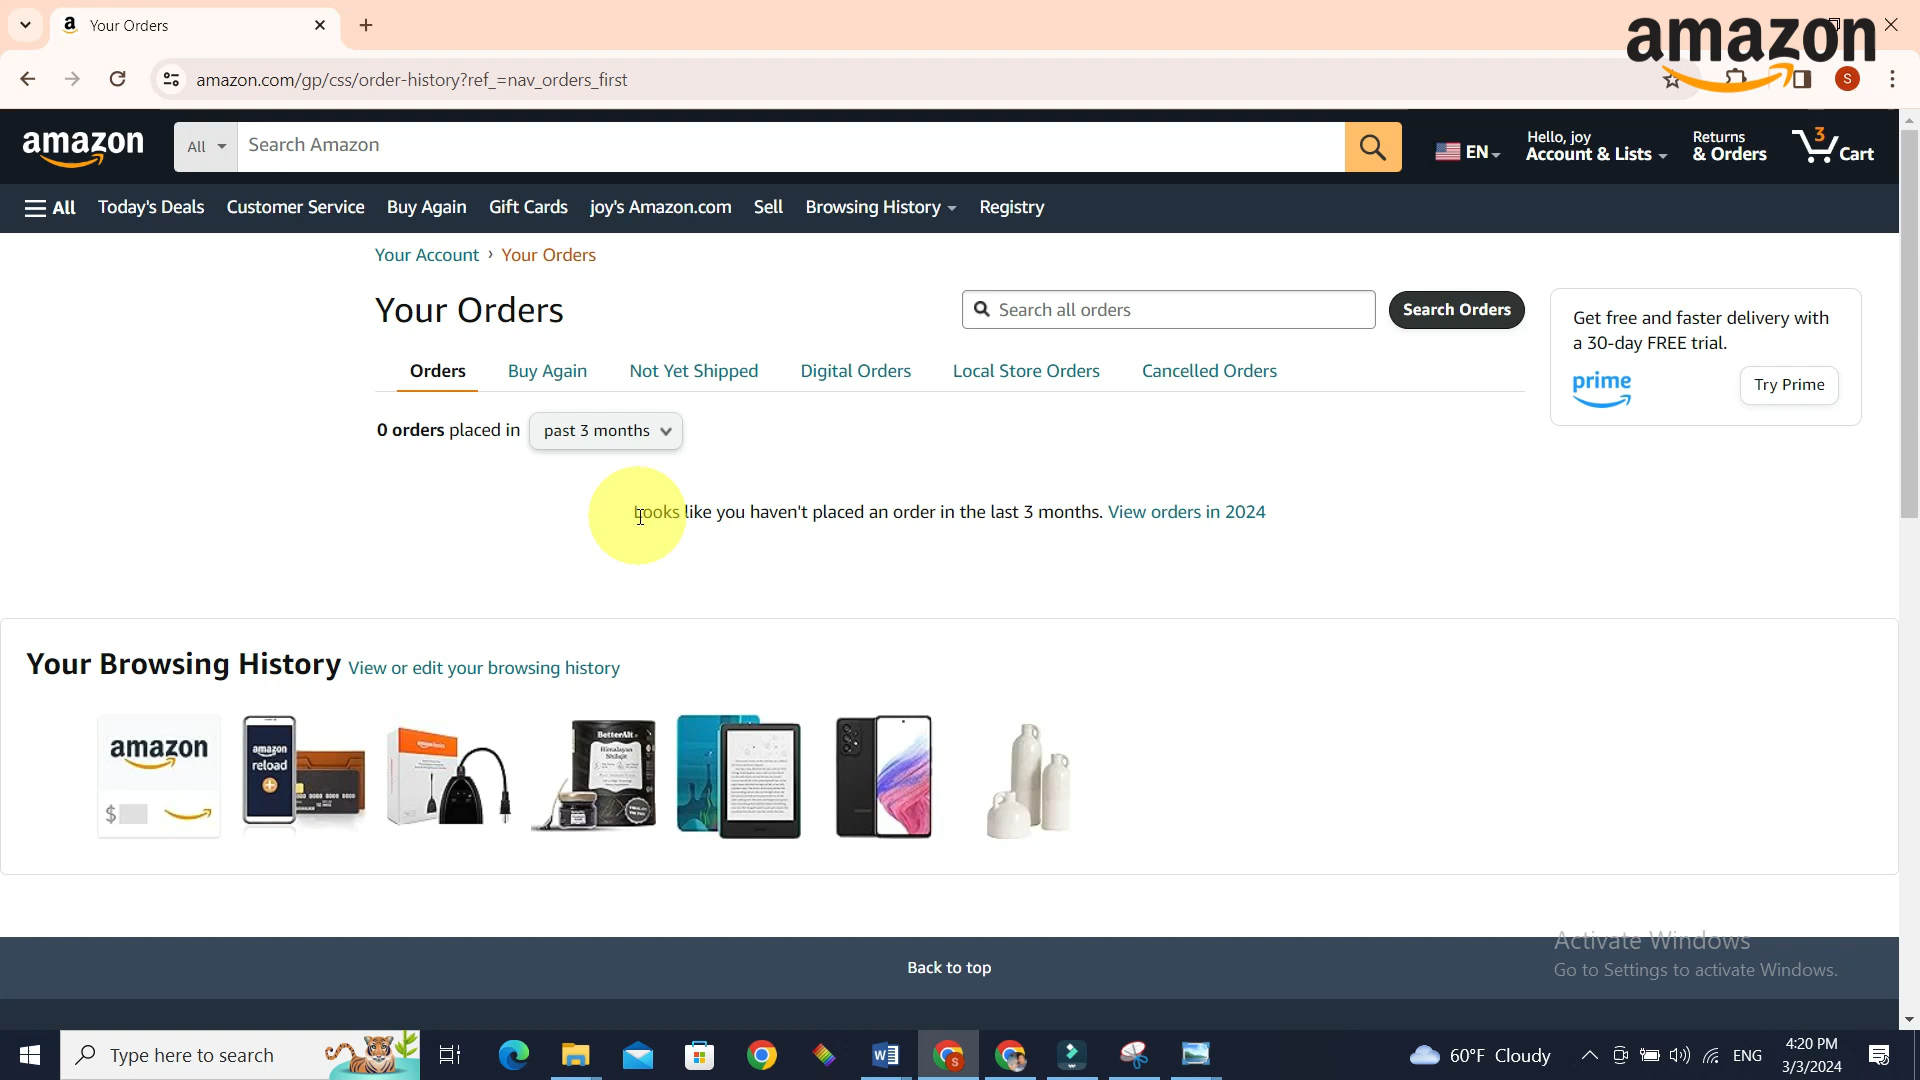 Your Orders
amazon
amazon.com/gp/css/order-history?ref_=nav_orders_first
S
amazon
All
Search Amazon
EN
Hello, joy
Account & Lists
Returns
& Orders
3
Cart
All
Today's Deals
Customer Service
Buy Again
Gift Cards
joy's Amazon.com
Sell
Browsing History
Registry
Your Account › Your Orders
Your Orders
Search all orders
Search Orders
Get free and faster delivery with
a 30-day FREE trial.
prime
Try Prime
Orders
Buy Again
Not Yet Shipped
Digital Orders
Local Store Orders
Cancelled Orders
0 orders placed in
past 3 months
Looks like you haven't placed an order in the last 3 months. View orders in 2024
Your Browsing History View or edit your browsing history
amazon
$
amazon
reload
BetterAlt
Himalayan
Shilajit
Activate Windows
Go to Settings to activate Windows.
Back to top
Type here to search
60°F Cloudy
ENG
4:20 PM
3/3/2024